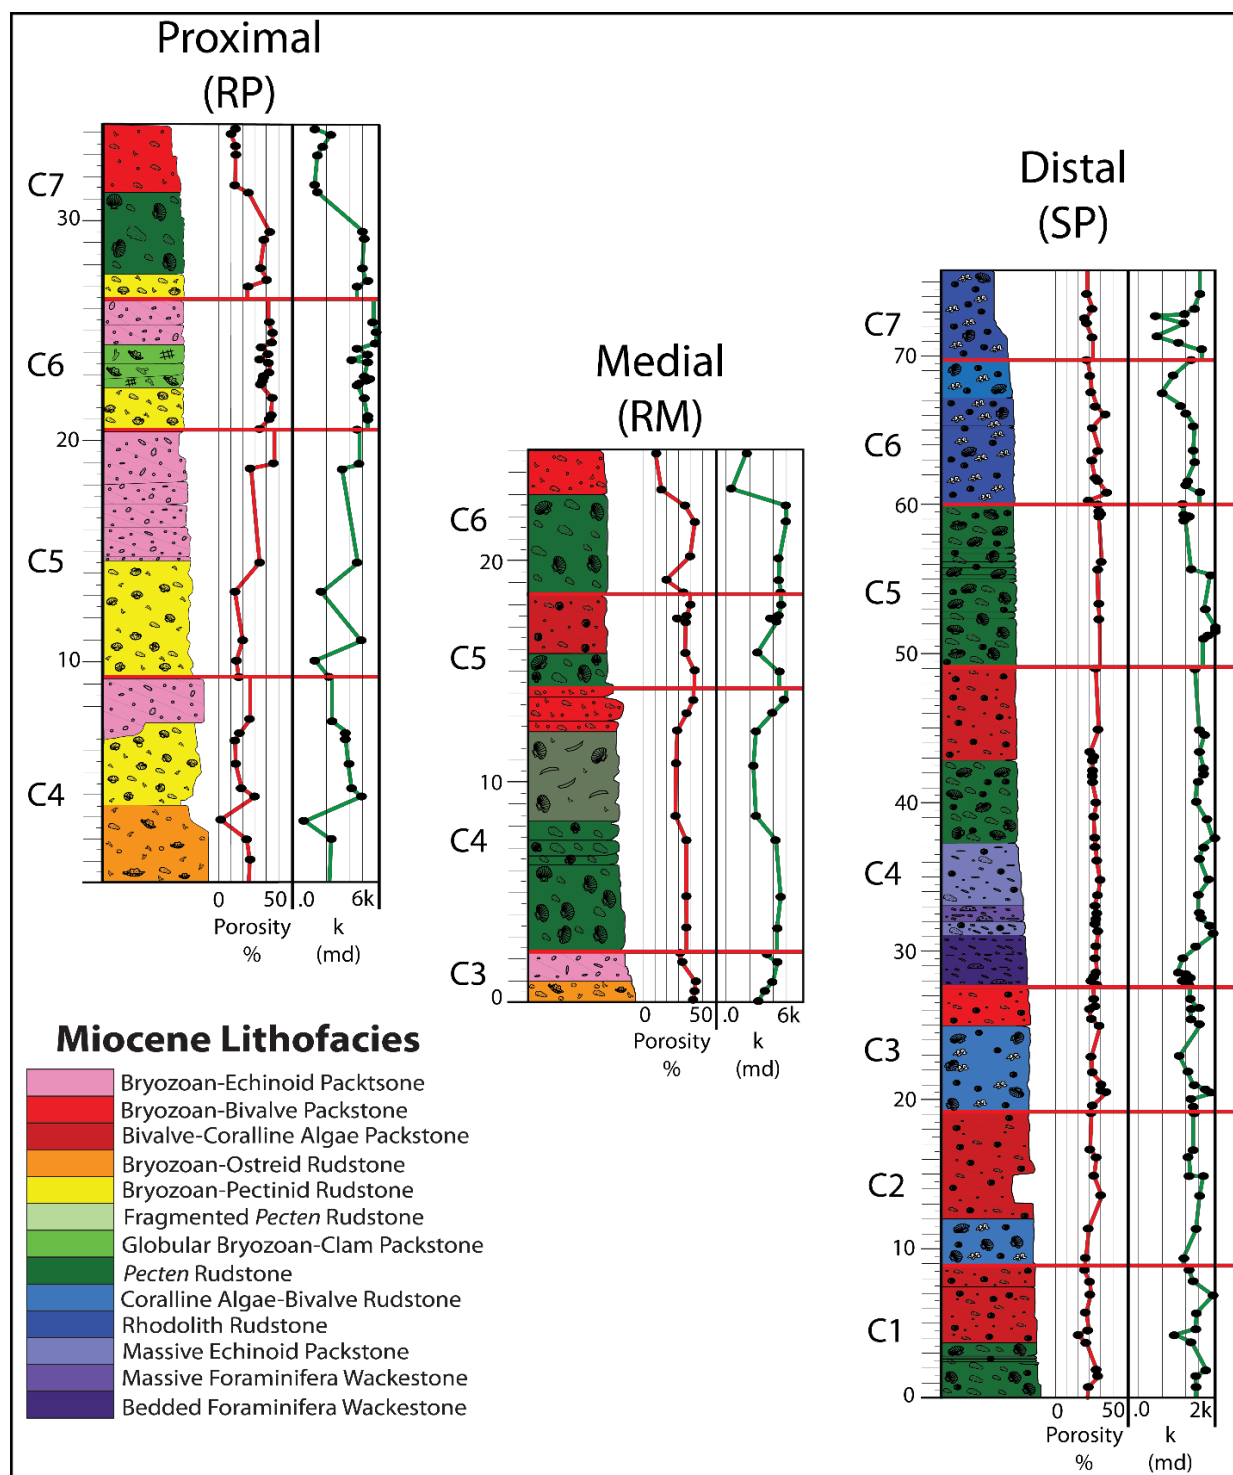 Proximal
(RP)
C7
30
C6
20
C5
10
C4
0
50
.0
6k
Porosity
%
k
(md)
Medial
(RM)
C6
20
C5
10
C4
C3
0
50
.0
6k
Porosity
%
k
(md)
0
Distal
(SP)
C7
70
C6
60
C5
50
40
C4
30
C3
20
C2
10
C1
0
0
50
.0
2k
Porosity
%
k
(md)
Miocene Lithofacies
Bryozoan-Echinoid Packtsone
Bryozoan-Bivalve Packstone
Bivalve-Coralline Algae Packstone
Bryozoan-Ostreid Rudstone
Bryozoan-Pectinid Rudstone
Fragmented Pecten Rudstone
Globular Bryozoan-Clam Packstone
Pecten Rudstone
Coralline Algae-Bivalve Rudstone
Rhodolith Rudstone
Massive Echinoid Packstone
Massive Foraminifera Wackestone
Bedded Foraminifera Wackestone